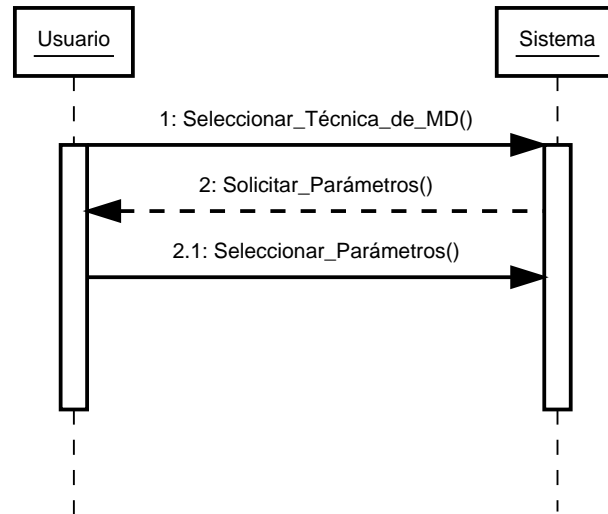 Usuario
Sistema
1: Seleccionar_Técnica_de_MD()
2: Solicitar_Parámetros()
2.1: Seleccionar_Parámetros()